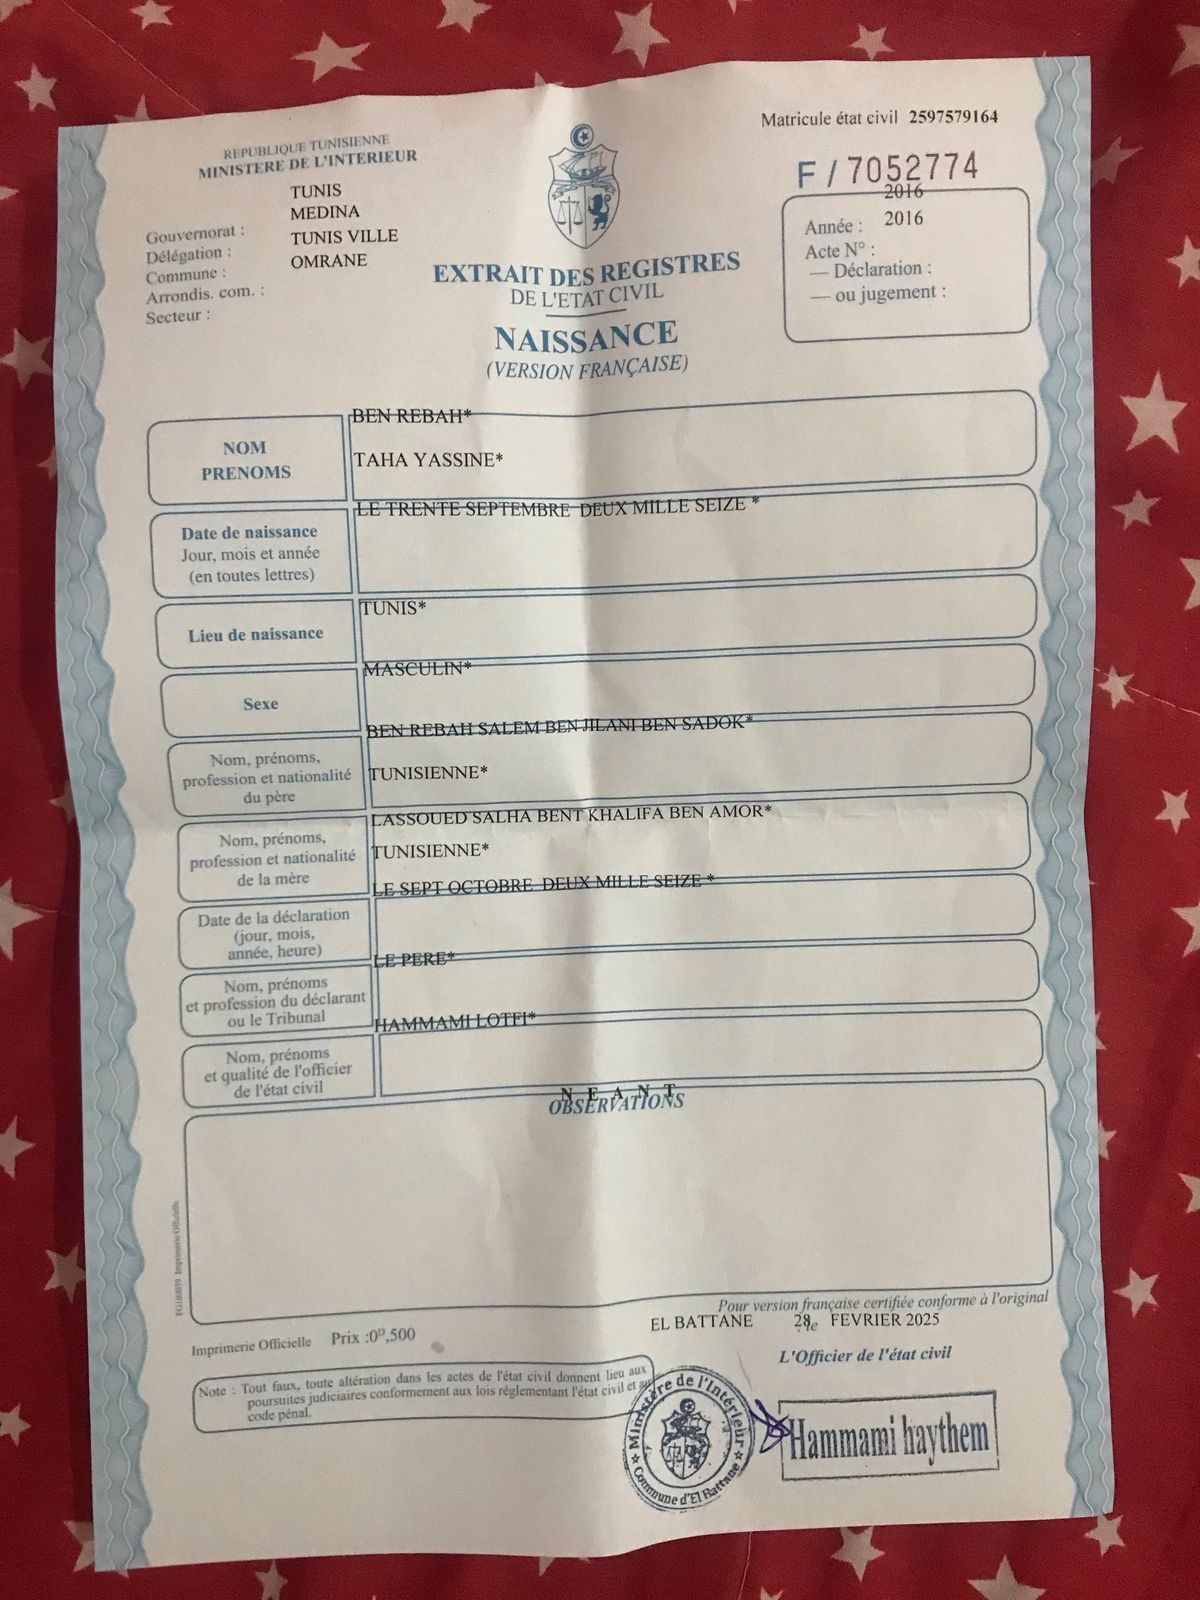 REPUBLIQUE TUNISIENNE
MINISTERE DE L'INTERIEUR
TUNIS
MEDINA
Gouvernorat :
TUNIS VILLE
Délégation :
OMRANE
Commune :
Arrondis. com. :
Secteur :
Matricule état civil 2597579164
F / 7052774
2016
Année : 2016
Acte N° :
— Déclaration :
— ou jugement :
EXTRAIT DES REGISTRES
DE L'ETAT CIVIL
NAISSANCE
(VERSION FRANÇAISE)
NOM
PRENOMS
BEN REBAH*
TAHA YASSINE*
Date de naissance
Jour, mois et année
(en toutes lettres)
LE TRENTE SEPTEMBRE DEUX MILLE SEIZE *
Lieu de naissance
TUNIS*
Sexe
MASCULIN*
Nom, prénoms,
profession et nationalité
du père
BEN REBAH SALEM BEN JILANI BEN SADOK*
TUNISIENNE*
Nom, prénoms,
profession et nationalité
de la mère
LASSOUED SALHA BENT KHALIFA BEN AMOR*
TUNISIENNE*
Date de la déclaration
(jour, mois,
année, heure)
LE SEPT OCTOBRE DEUX MILLE SEIZE *
Nom, prénoms
et profession du déclarant
ou le Tribunal
LE PERE*
Nom, prénoms
et qualité de l'officier
de l'état civil
HAMMAMI LOTFI*
N E A N T
OBSERVATIONS
Imprimerie Officielle
Pour version française certifiée conforme à l'original
EL BATTANE 28 , le FEVRIER 2025
L'Officier de l'état civil
Imprimerie Officielle Prix :0D,500
Note : Tout faux, toute altération dans les actes de l'état civil donnent lieu aux
poursuites judiciaires conformement aux lois réglementant l'état civil et au
code pénal.
Ministère de l'Intérieur
Commune d'El Battane
Hammami haythem